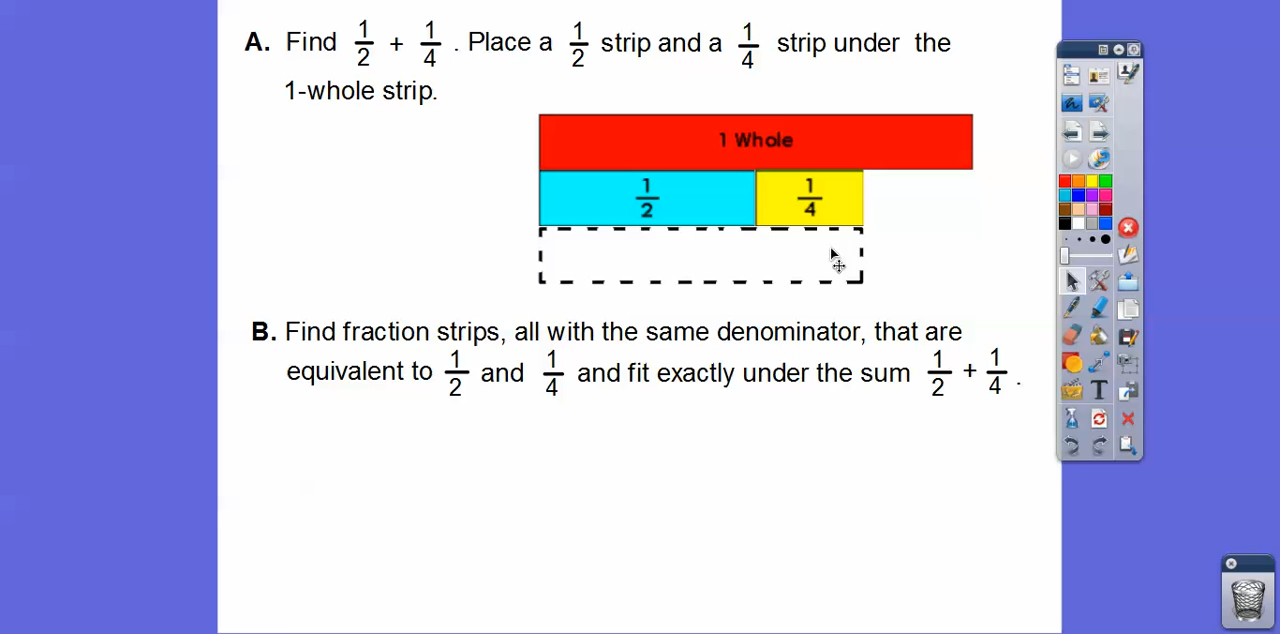 A. Find 1/2 + 1/4 . Place a 1/2 strip and a 1/4 strip under the
1-whole strip.
1 Whole
1/2 1/4
B. Find fraction strips, all with the same denominator, that are
equivalent to 1/2 and 1/4 and fit exactly under the sum 1/2 + 1/4 .
T